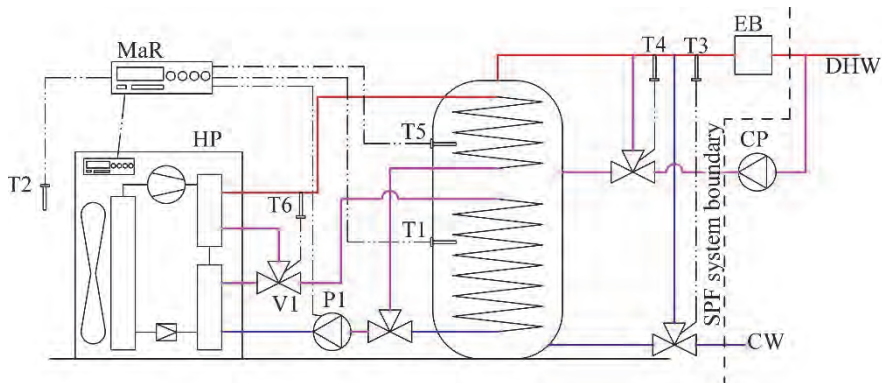 EB
MaR
T4
T3
DHW
HP
T5
CP
T2
T6
T1
SPF system boundary
V1
P1
CW